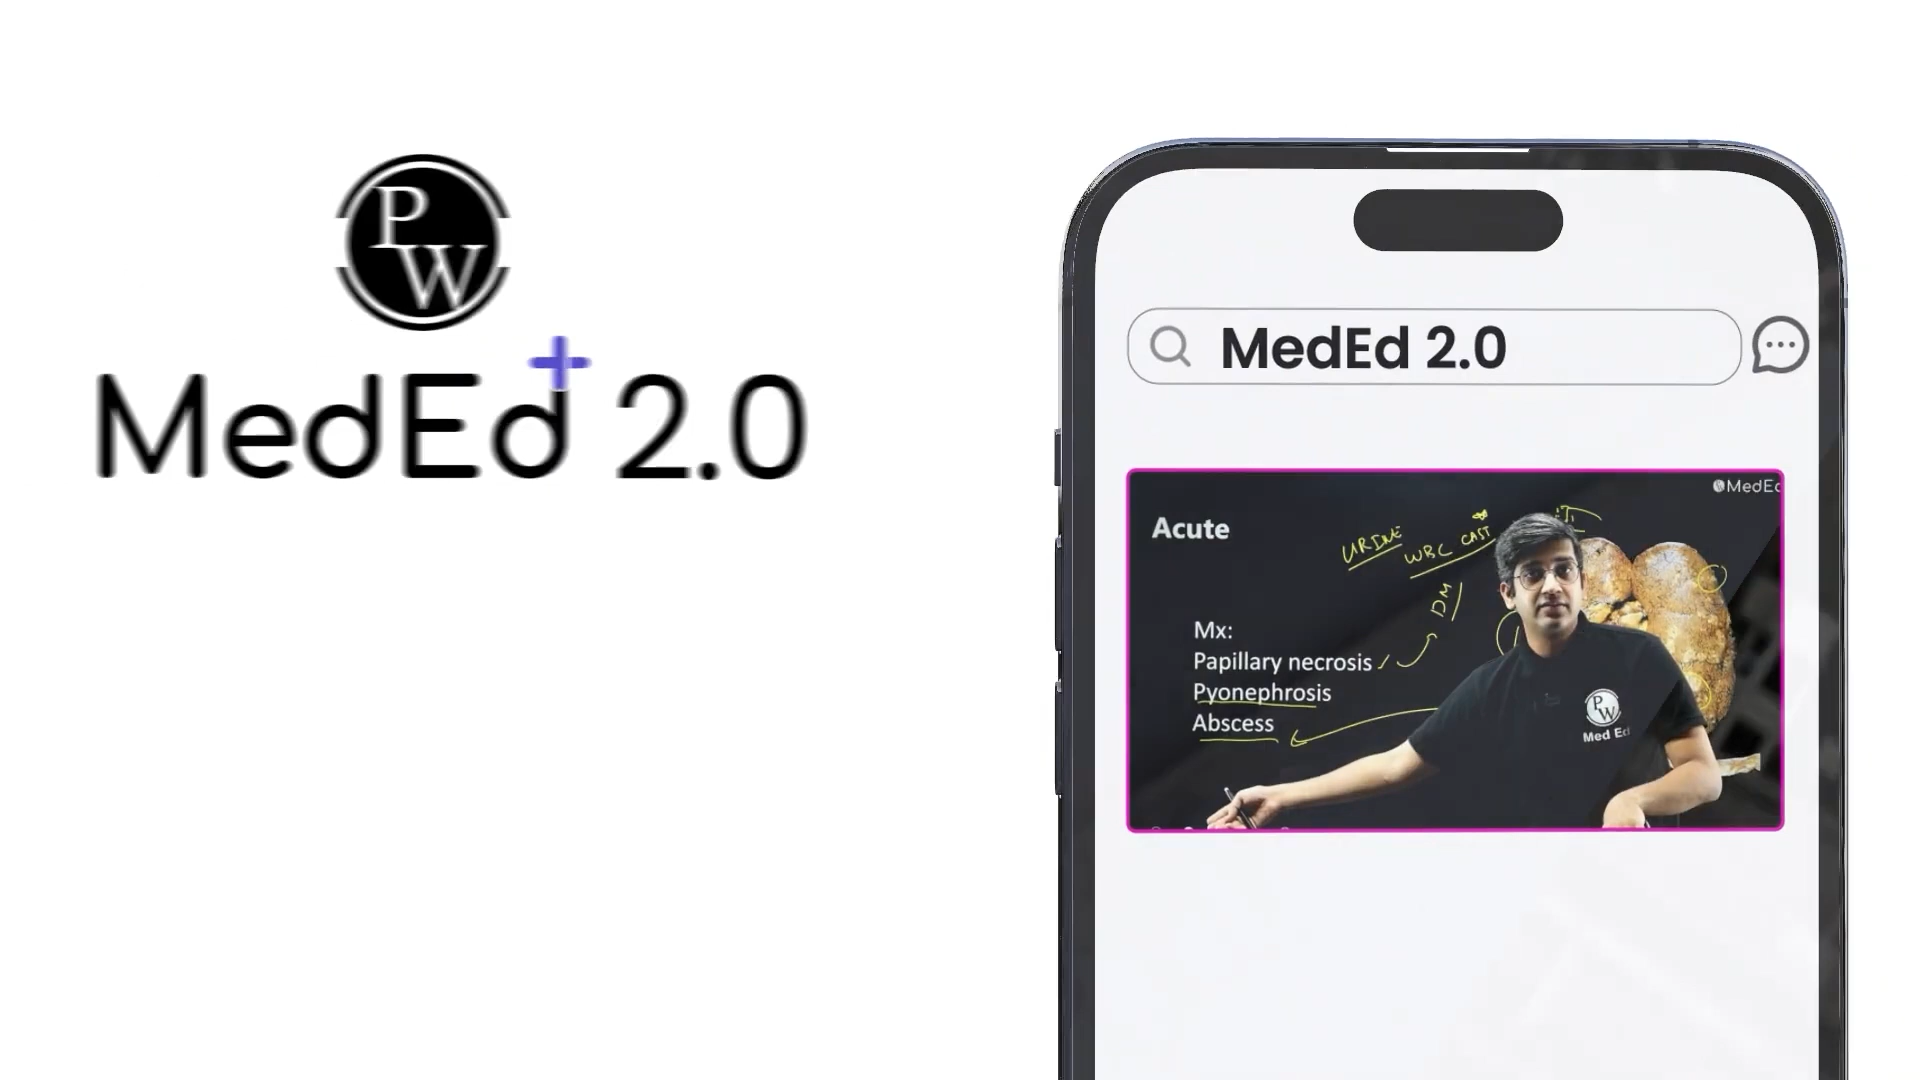 PW
MedEd+ 2.0
MedEd 2.0
MedEd
Acute
URINE
WBC CAST
DM
Mx:
Papillary necrosis
Pyonephrosis
Abscess
PW
Med Ed